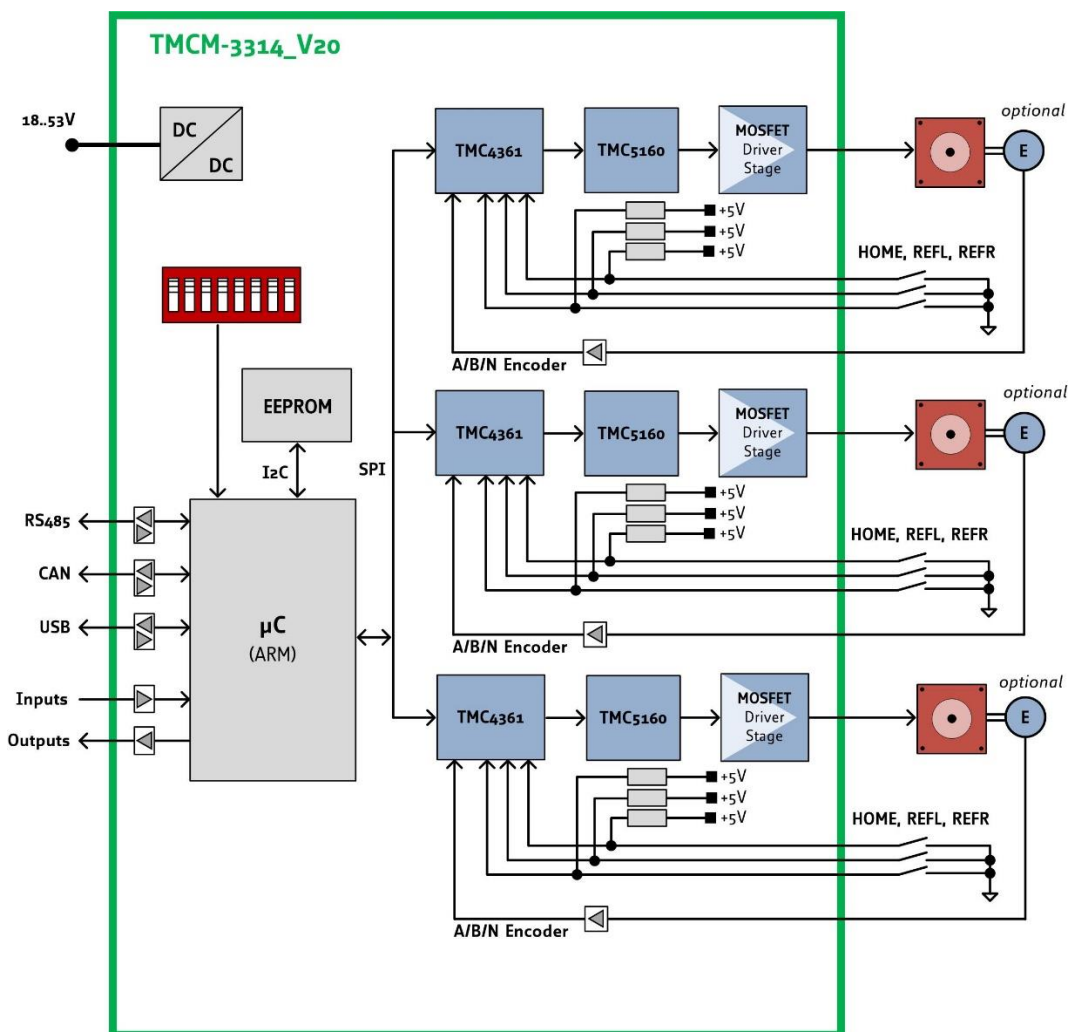 TMCM-3314_V20
18..53V
DC
DC
EEPROM
I2C
SPI
RS485
CAN
USB
Inputs
Outputs
µC
(ARM)
TMC4361
TMC5160
MOSFET
Driver
Stage
optional
E
+5V
+5V
+5V
HOME, REFL, REFR
A/B/N Encoder
TMC4361
TMC5160
MOSFET
Driver
Stage
optional
E
+5V
+5V
+5V
HOME, REFL, REFR
A/B/N Encoder
TMC4361
TMC5160
MOSFET
Driver
Stage
optional
E
+5V
+5V
+5V
HOME, REFL, REFR
A/B/N Encoder